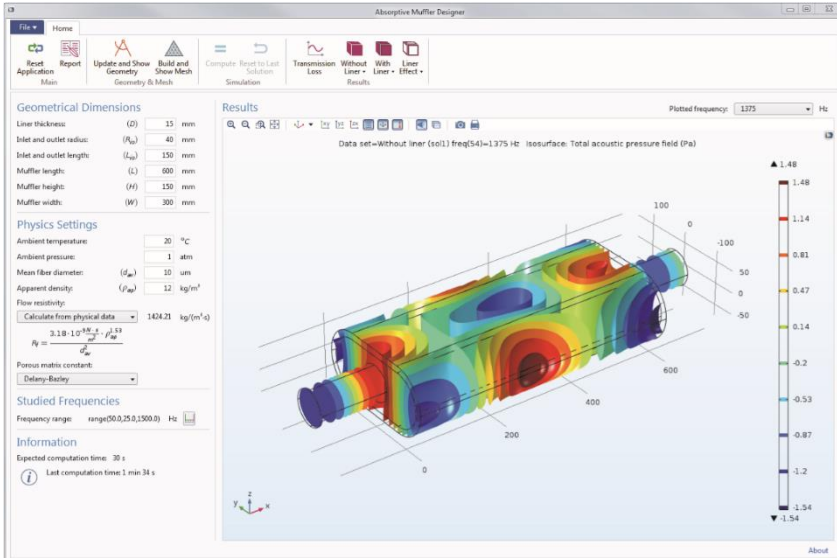 Absorptive Muffler Designer
File ▾ Home
Reset Application
Report
Update and Show Geometry
Build and Show Mesh
Compute
Reset to Last Solution
Transmission Loss
Without Liner ▾
With Liner ▾
Liner Effect ▾
Main
Geometry & Mesh
Simulation
Results
Geometrical Dimensions
Liner thickness: (D) 15 mm
Inlet and outlet radius: 40 mm
Inlet and outlet length: 150 mm
Muffler length: (L) 600 mm
Muffler height: (H) 150 mm
Muffler width: (W) 300 mm
Physics Settings
Ambient temperature: 20 °C
Ambient pressure: 1 atm
Mean fiber diameter: (d_av) 10 um
Apparent density: (ρ_ap) 12 kg/m³
Flow resistivity:
Calculate from physical data 1424.21 kg/(m³·s)
Porous matrix constant:
Delany-Bazley
Studied Frequencies
Frequency range: range(50.0,25.0,1500.0) Hz
Information
Expected computation time: 30 s
Last computation time: 1 min 34 s
Results
Plotted frequency: 1375 Hz
Data set=Without liner (sol1) freq(54)=1375 Hz Isosurface: Total acoustic pressure field (Pa)
▲ 1.48
1.48
1.14
0.81
0.47
0.14
-0.2
-0.53
-0.87
-1.2
-1.54
▼ -1.54
100
0
-100
50
0
-50
600
400
200
0
z
y
x
About